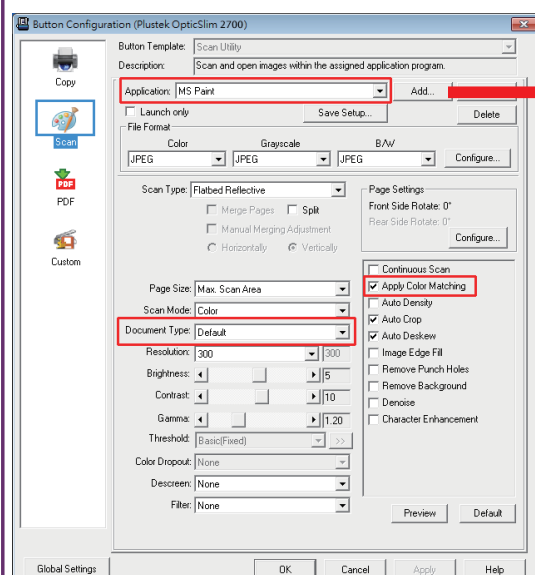 Button Configuration (Plustek OpticSlim 2700)
Copy
Scan
PDF
PDF
Custom
Global Settings
Button Template: Scan Utility
Description: Scan and open images within the assigned application program.
Application: MS Paint Add...
Launch only Save Setup... Delete
File Format
Color Grayscale B/W
JPEG JPEG JPEG Configure...
Scan Type: Flatbed Reflective
Merge Pages Split
Manual Merging Adjustment
Horizontally Vertically
Page Settings
Front Side Rotate: 0°
Rear Side Rotate: 0°
Configure...
Page Size: Max. Scan Area
Scan Mode: Color
Document Type: Default
Resolution: 300 300
Brightness: 5
Contrast: 10
Gamma: 1.20
Threshold: Basic(Fixed) >>
Color Dropout: None
Descreen: None
Filter: None
Continuous Scan
Apply Color Matching
Auto Density
Auto Crop
Auto Deskew
Image Edge Fill
Remove Punch Holes
Remove Background
Denoise
Character Enhancement
Preview Default
OK Cancel Apply Help